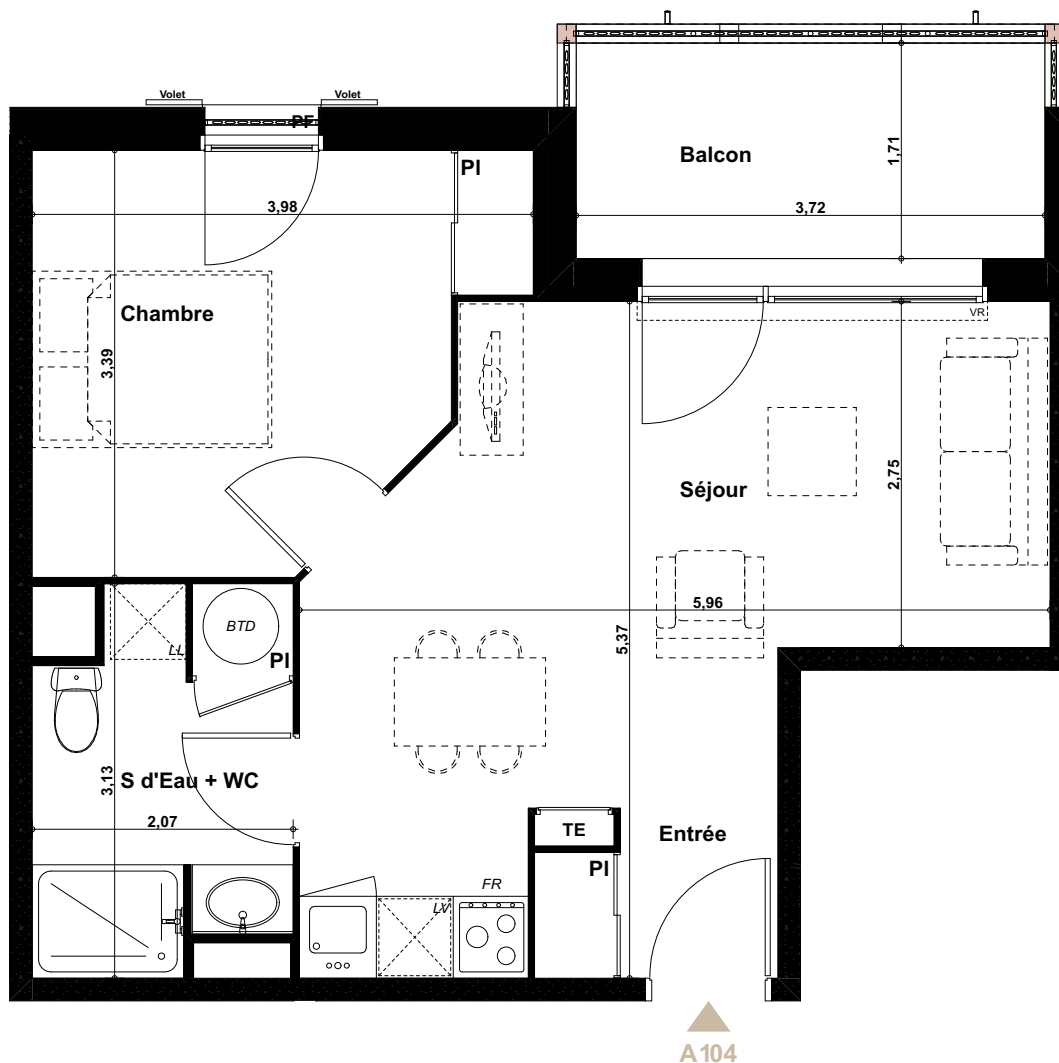 Volet
Volet
PF
PI
Balcon
1,71
3,98
3,72
Chambre
VR
3,39
Séjour
2,75
BTD
5,96
LL
PI
5,37
S d'Eau + WC
3,13
2,07
TE
Entrée
PI
FR
LV
A104